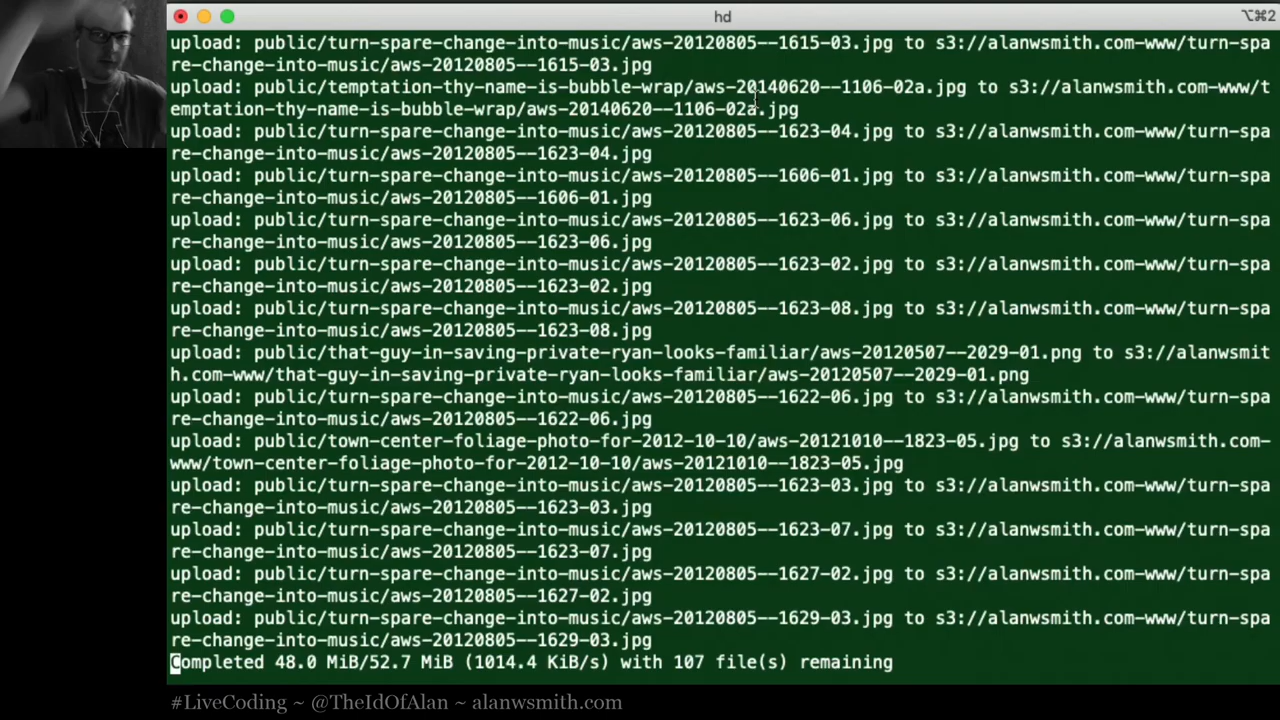 hd
⌥⌘2
upload: public/turn-spare-change-into-music/aws-20120805--1615-03.jpg to s3://alanwsmith.com-www/turn-spa
re-change-into-music/aws-20120805--1615-03.jpg
upload: public/temptation-thy-name-is-bubble-wrap/aws-20140620--1106-02a.jpg to s3://alanwsmith.com-www/t
emptation-thy-name-is-bubble-wrap/aws-20140620--1106-02a.jpg
upload: public/turn-spare-change-into-music/aws-20120805--1623-04.jpg to s3://alanwsmith.com-www/turn-spa
re-change-into-music/aws-20120805--1623-04.jpg
upload: public/turn-spare-change-into-music/aws-20120805--1606-01.jpg to s3://alanwsmith.com-www/turn-spa
re-change-into-music/aws-20120805--1606-01.jpg
upload: public/turn-spare-change-into-music/aws-20120805--1623-06.jpg to s3://alanwsmith.com-www/turn-spa
re-change-into-music/aws-20120805--1623-06.jpg
upload: public/turn-spare-change-into-music/aws-20120805--1623-02.jpg to s3://alanwsmith.com-www/turn-spa
re-change-into-music/aws-20120805--1623-02.jpg
upload: public/turn-spare-change-into-music/aws-20120805--1623-08.jpg to s3://alanwsmith.com-www/turn-spa
re-change-into-music/aws-20120805--1623-08.jpg
upload: public/that-guy-in-saving-private-ryan-looks-familiar/aws-20120507--2029-01.png to s3://alanwsmit
h.com-www/that-guy-in-saving-private-ryan-looks-familiar/aws-20120507--2029-01.png
upload: public/turn-spare-change-into-music/aws-20120805--1622-06.jpg to s3://alanwsmith.com-www/turn-spa
re-change-into-music/aws-20120805--1622-06.jpg
upload: public/town-center-foliage-photo-for-2012-10-10/aws-20121010--1823-05.jpg to s3://alanwsmith.com-
www/town-center-foliage-photo-for-2012-10-10/aws-20121010--1823-05.jpg
upload: public/turn-spare-change-into-music/aws-20120805--1623-03.jpg to s3://alanwsmith.com-www/turn-spa
re-change-into-music/aws-20120805--1623-03.jpg
upload: public/turn-spare-change-into-music/aws-20120805--1623-07.jpg to s3://alanwsmith.com-www/turn-spa
re-change-into-music/aws-20120805--1623-07.jpg
upload: public/turn-spare-change-into-music/aws-20120805--1627-02.jpg to s3://alanwsmith.com-www/turn-spa
re-change-into-music/aws-20120805--1627-02.jpg
upload: public/turn-spare-change-into-music/aws-20120805--1629-03.jpg to s3://alanwsmith.com-www/turn-spa
re-change-into-music/aws-20120805--1629-03.jpg
Completed 48.0 MiB/52.7 MiB (1014.4 KiB/s) with 107 file(s) remaining
#LiveCoding ~ @TheIdOfAlan ~ alanwsmith.com